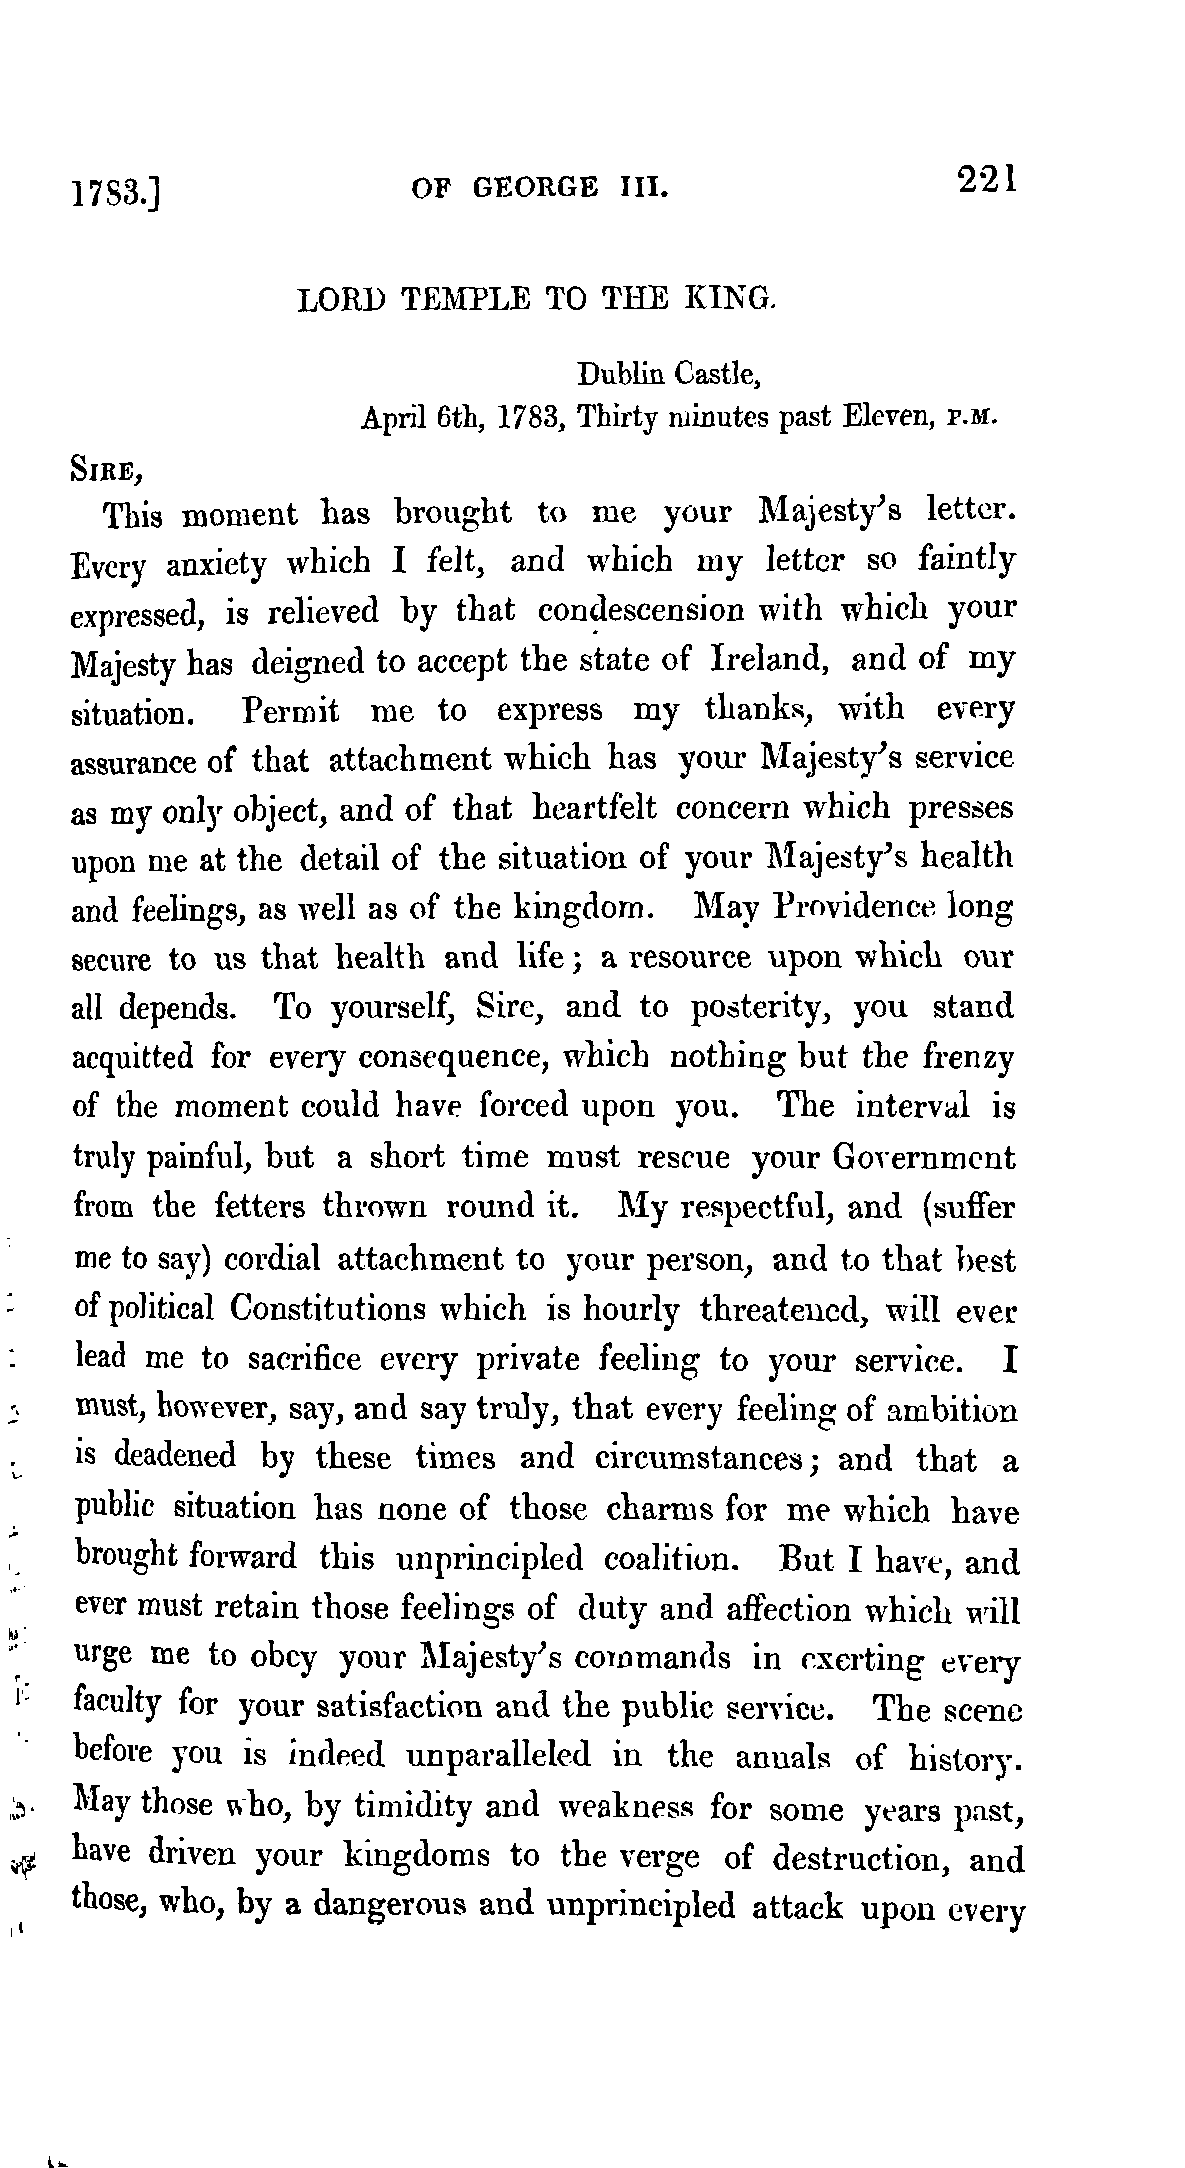 1783.] OF GEORGE III. 221
LORD TEMPLE TO THE KING.
Dublin Castle,
April 6th, 1783, Thirty minutes past Eleven, P.M.
SIRE,
This moment has brought to me your Majesty's letter.
Every anxiety which I felt, and which my letter so faintly
expressed, is relieved by that condescension with which your
Majesty has deigned to accept the state of Ireland, and of my
situation. Permit me to express my thanks, with every
assurance of that attachment which has your Majesty's service
as my only object, and of that heartfelt concern which presses
upon me at the detail of the situation of your Majesty's health
and feelings, as well as of the kingdom. May Providence long
secure to us that health and life; a resource upon which our
all depends. To yourself, Sire, and to posterity, you stand
acquitted for every consequence, which nothing but the frenzy
of the moment could have forced upon you. The interval is
truly painful, but a short time must rescue your Government
from the fetters thrown round it. My respectful, and (suffer
me to say) cordial attachment to your person, and to that best
of political Constitutions which is hourly threatened, will ever
lead me to sacrifice every private feeling to your service. I
must, however, say, and say truly, that every feeling of ambition
is deadened by these times and circumstances; and that a
public situation has none of those charms for me which have
brought forward this unprincipled coalition. But I have, and
ever must retain those feelings of duty and affection which will
urge me to obey your Majesty's commands in exerting every
faculty for your satisfaction and the public service. The scene
before you is indeed unparalleled in the annals of history.
May those who, by timidity and weakness for some years past,
have driven your kingdoms to the verge of destruction, and
those, who, by a dangerous and unprincipled attack upon every